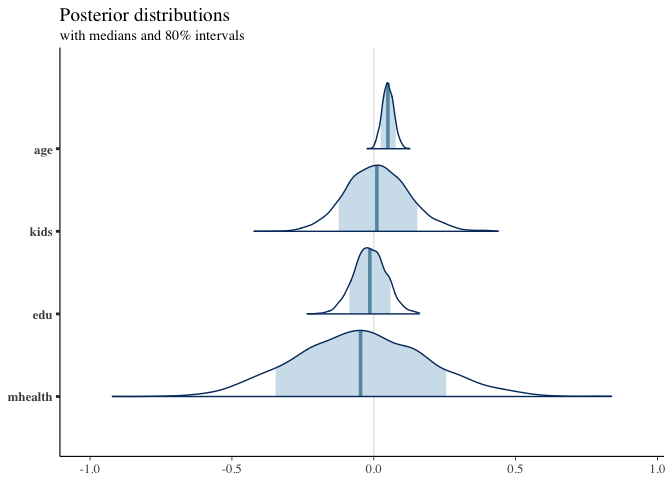 Posterior distributions
with medians and 80% intervals
age
kids
edu
mhealth
-1.0 -0.5 0.0 0.5 1.0